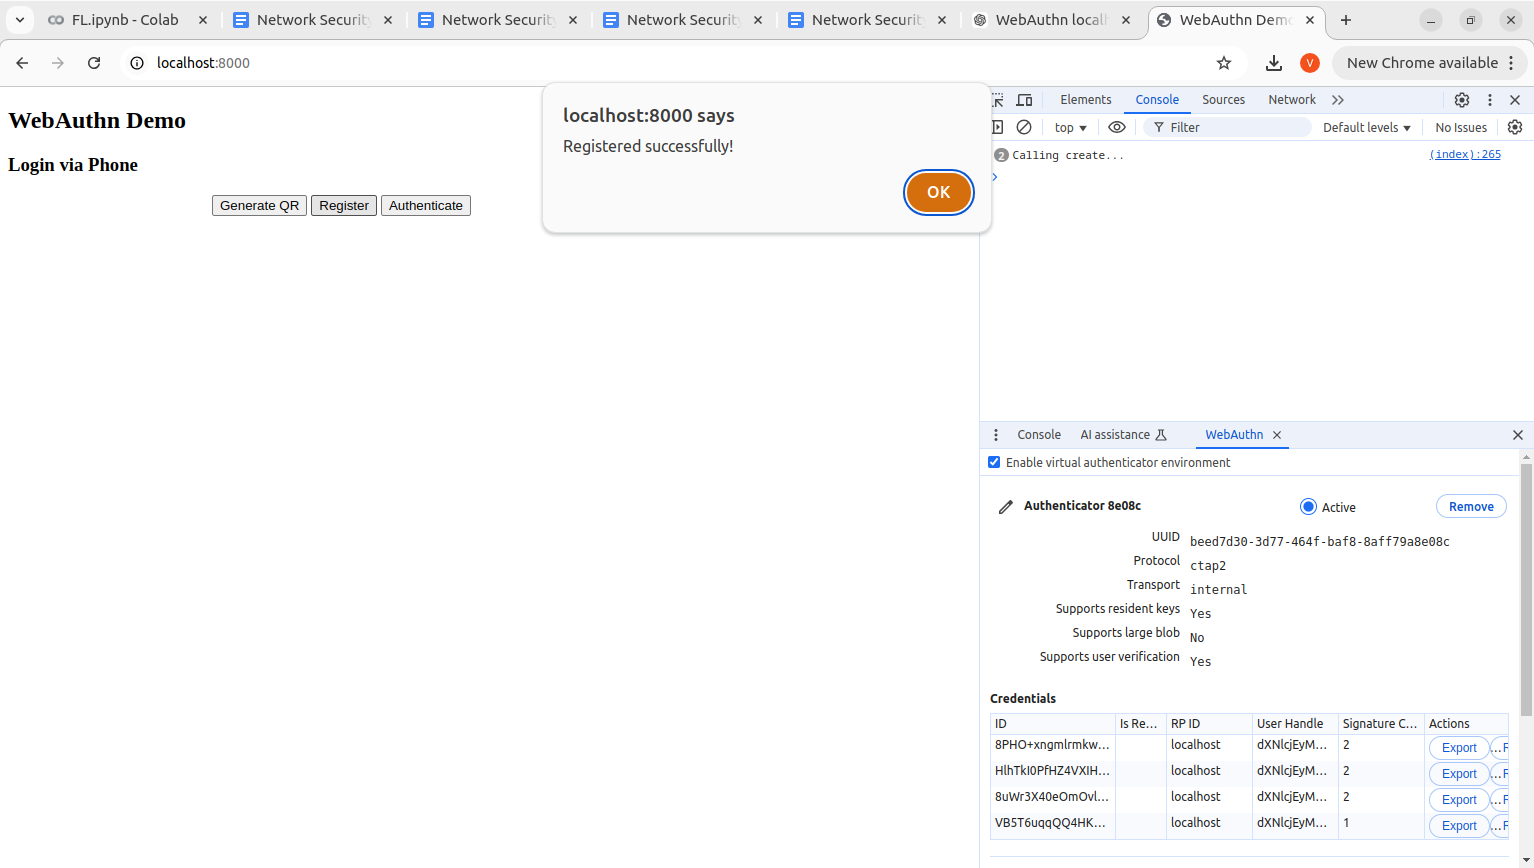 FL.ipynb - Colab
Network Security
Network Security
Network Security
Network Security
WebAuthn local
WebAuthn Demo
localhost:8000
New Chrome available
V
WebAuthn Demo
Login via Phone
Generate QR
Register
Authenticate
localhost:8000 says
Registered successfully!
OK
Elements
Console
Sources
Network
top
Filter
Default levels
No Issues
2
Calling create...
(index):265
Console
AI assistance
WebAuthn
Enable virtual authenticator environment
Authenticator 8e08c
Active
Remove
UUID beed7d30-3d77-464f-baf8-8aff79a8e08c
Protocol ctap2
Transport internal
Supports resident keys Yes
Supports large blob No
Supports user verification Yes
Credentials
ID Is Re... RP ID User Handle Signature C... Actions
8PHO+xngmlrmkw... localhost dXNlcjEyM... 2 Export ...R
HlhTkI0PfHZ4VXIH... localhost dXNlcjEyM... 2 Export ...R
8uWr3X40eOmOvl... localhost dXNlcjEyM... 2 Export ...R
VB5T6uqqQQ4HK... localhost dXNlcjEyM... 1 Export ...R